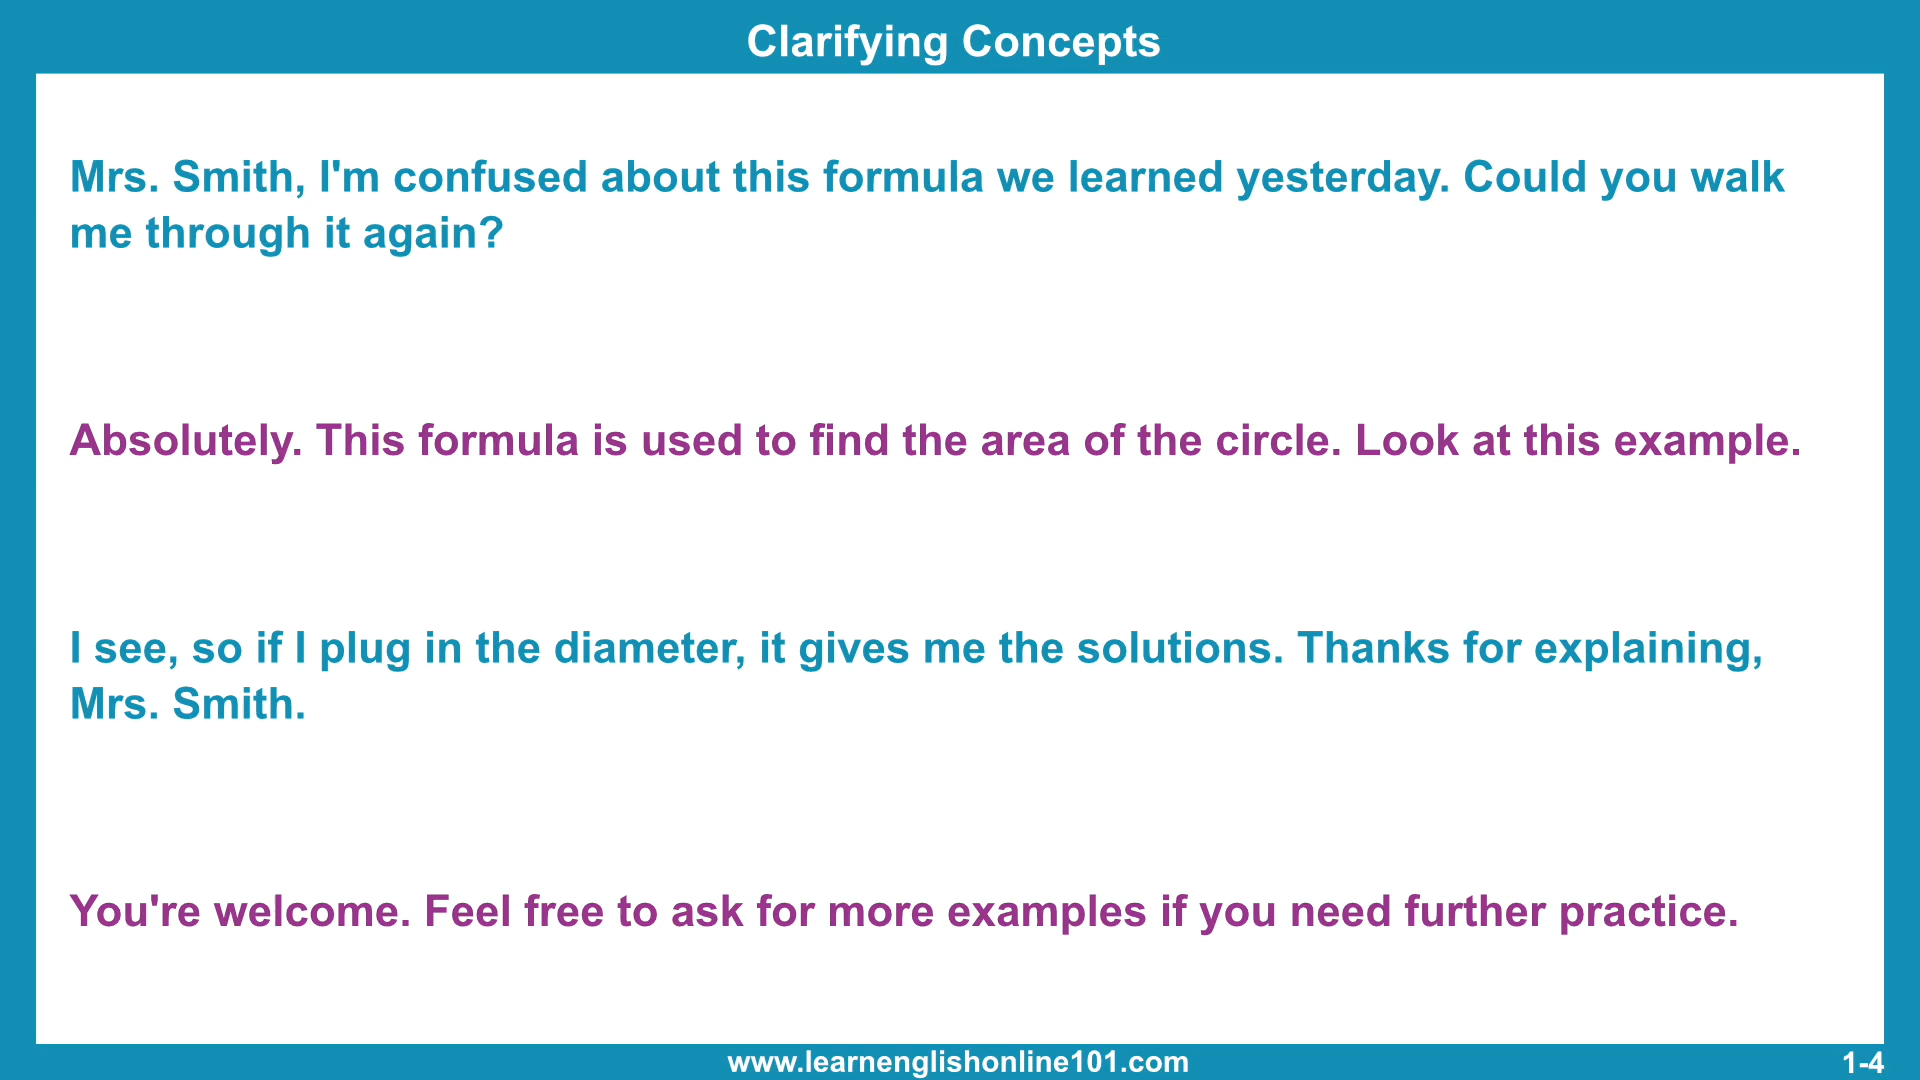 Clarifying Concepts
Mrs. Smith, I'm confused about this formula we learned yesterday. Could you walk
me through it again?
Absolutely. This formula is used to find the area of the circle. Look at this example.
I see, so if I plug in the diameter, it gives me the solutions. Thanks for explaining,
Mrs. Smith.
You're welcome. Feel free to ask for more examples if you need further practice.
www.learnenglishonline101.com
1-4